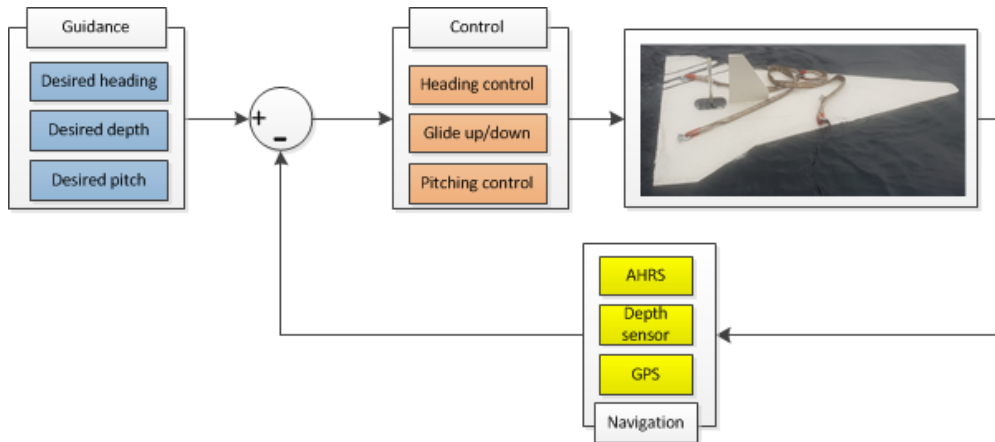 Guidance
Desired heading
Desired depth
Desired pitch
+
-
Control
Heading control
Glide up/down
Pitching control
AHRS
Depth
sensor
GPS
Navigation